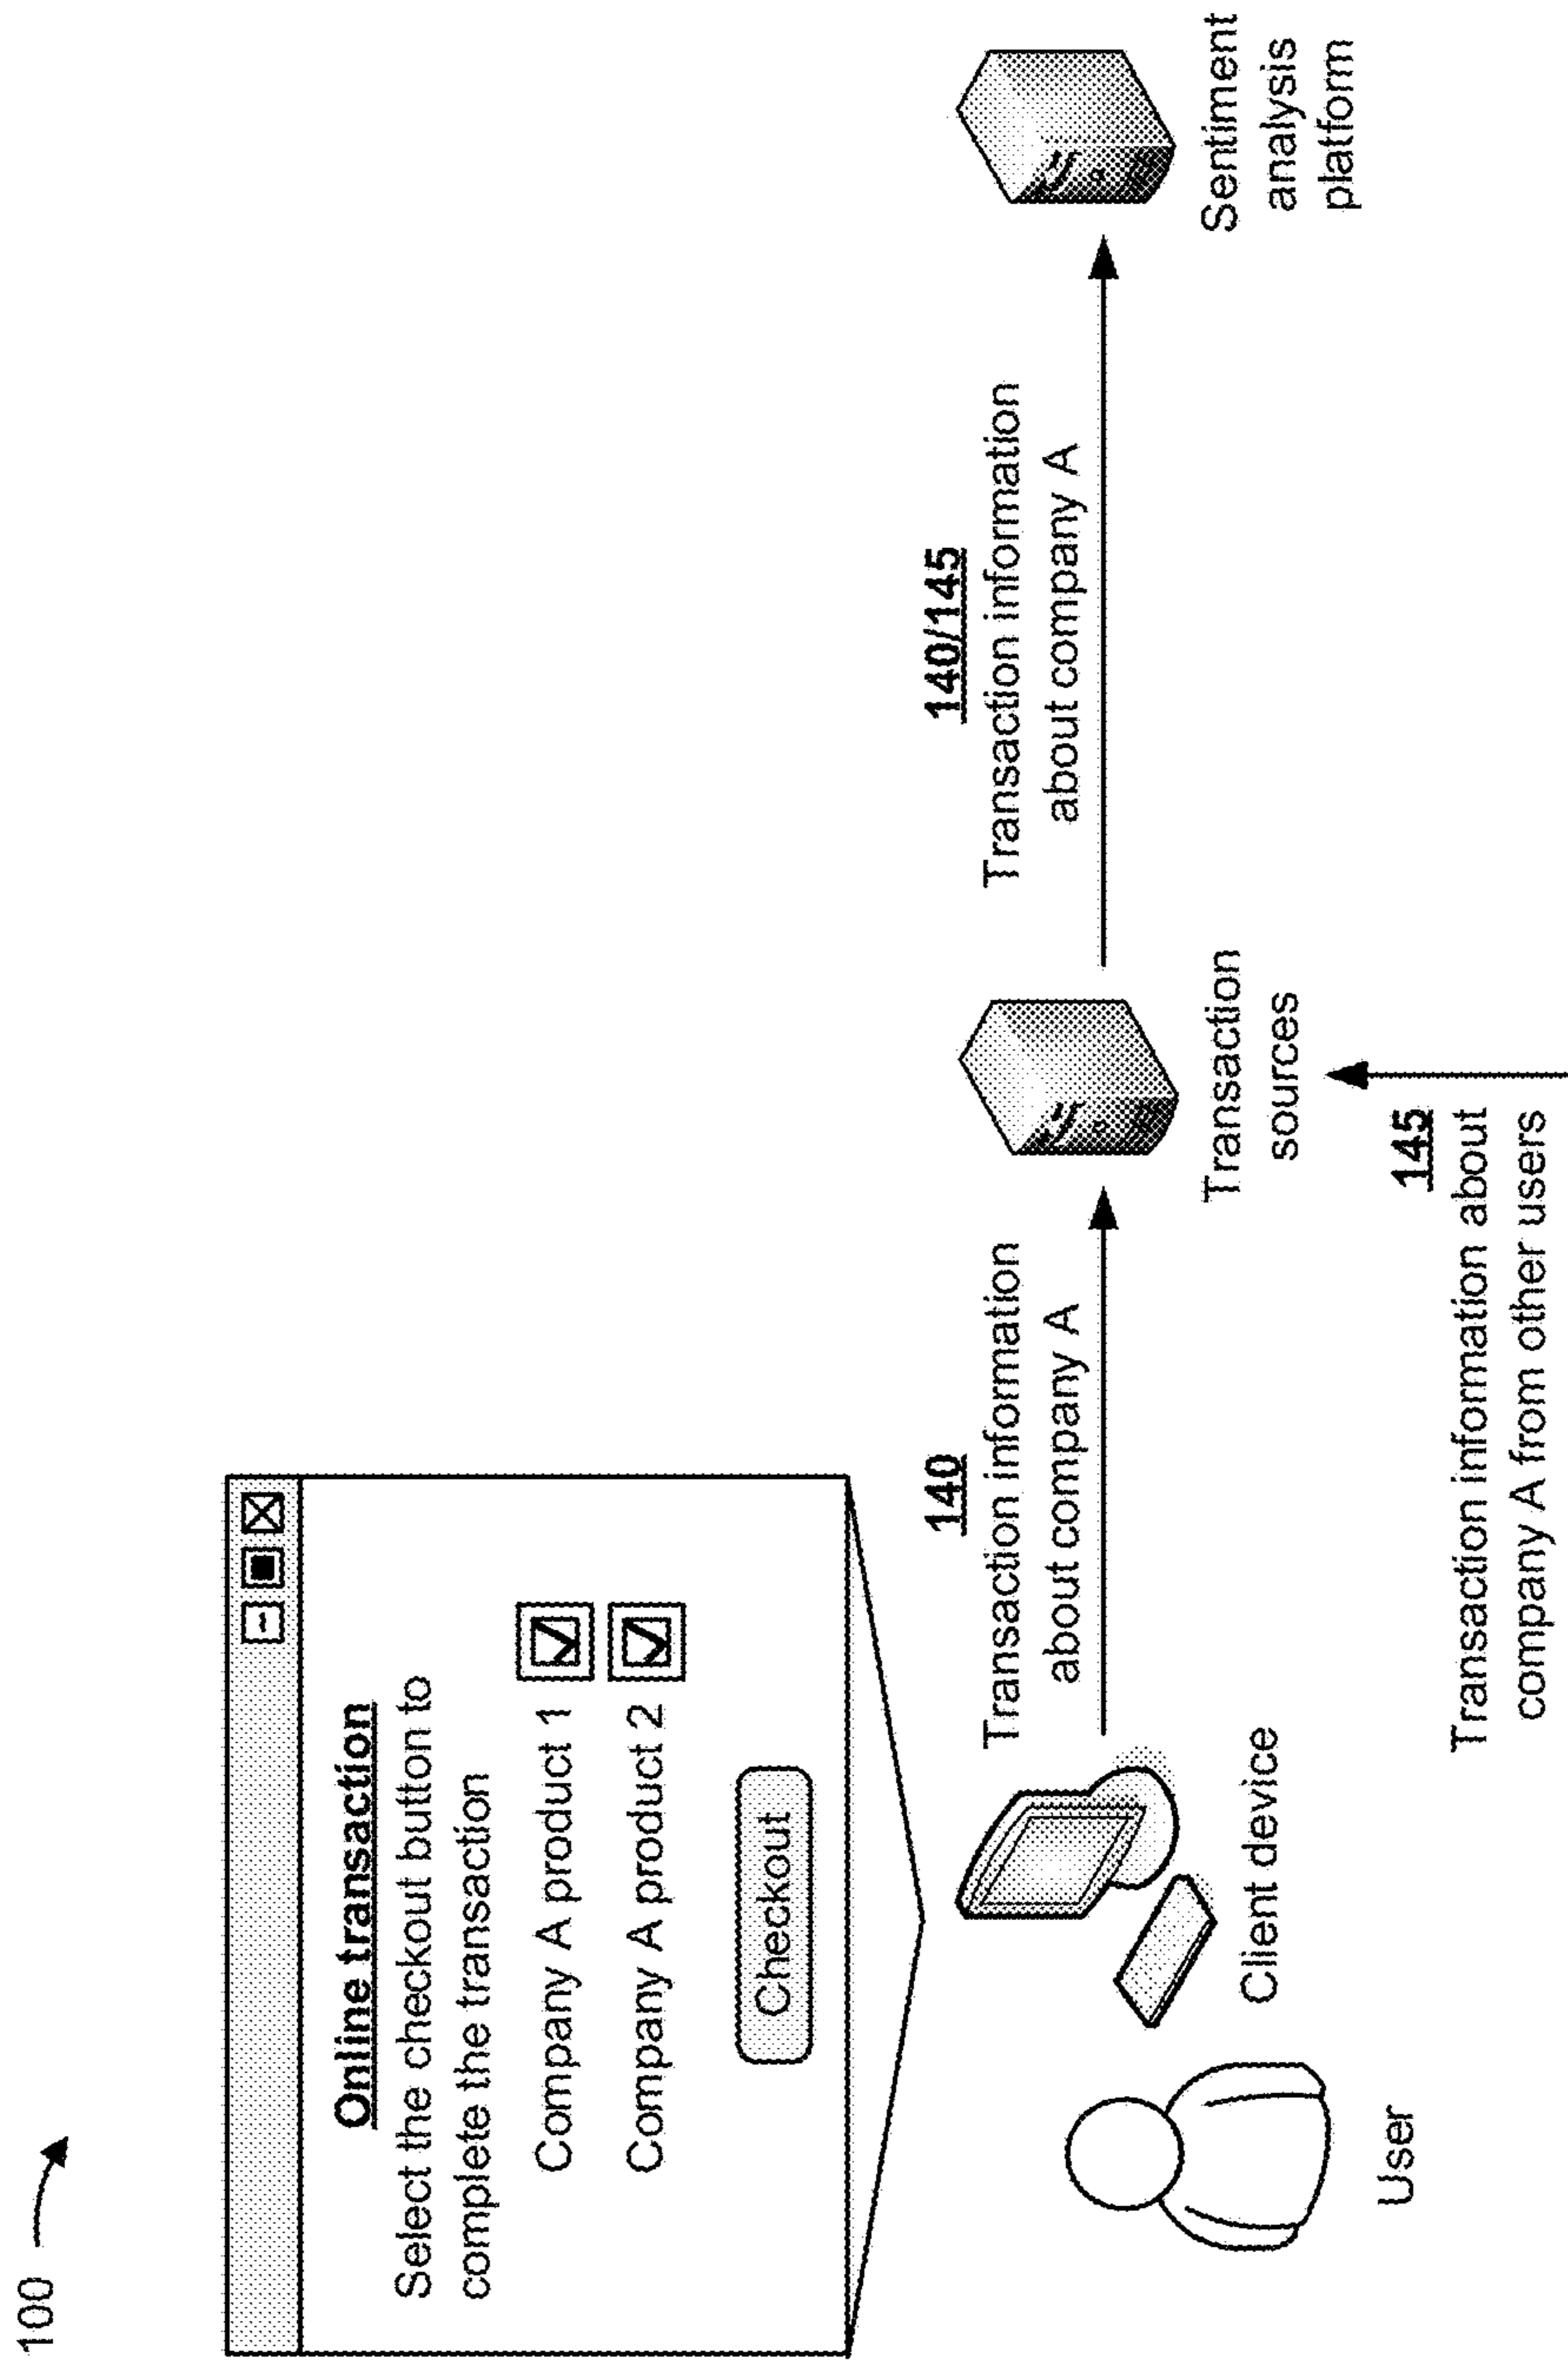 100
Online transaction
Select the checkout button to
complete the transaction
Company A product 1
Company A product 2
Checkout
140
Transaction information
about company A
140/145
Transaction information
about company A
User
Client device
Transaction
sources
Sentiment
analysis
platform
145
Transaction information about
company A from other users